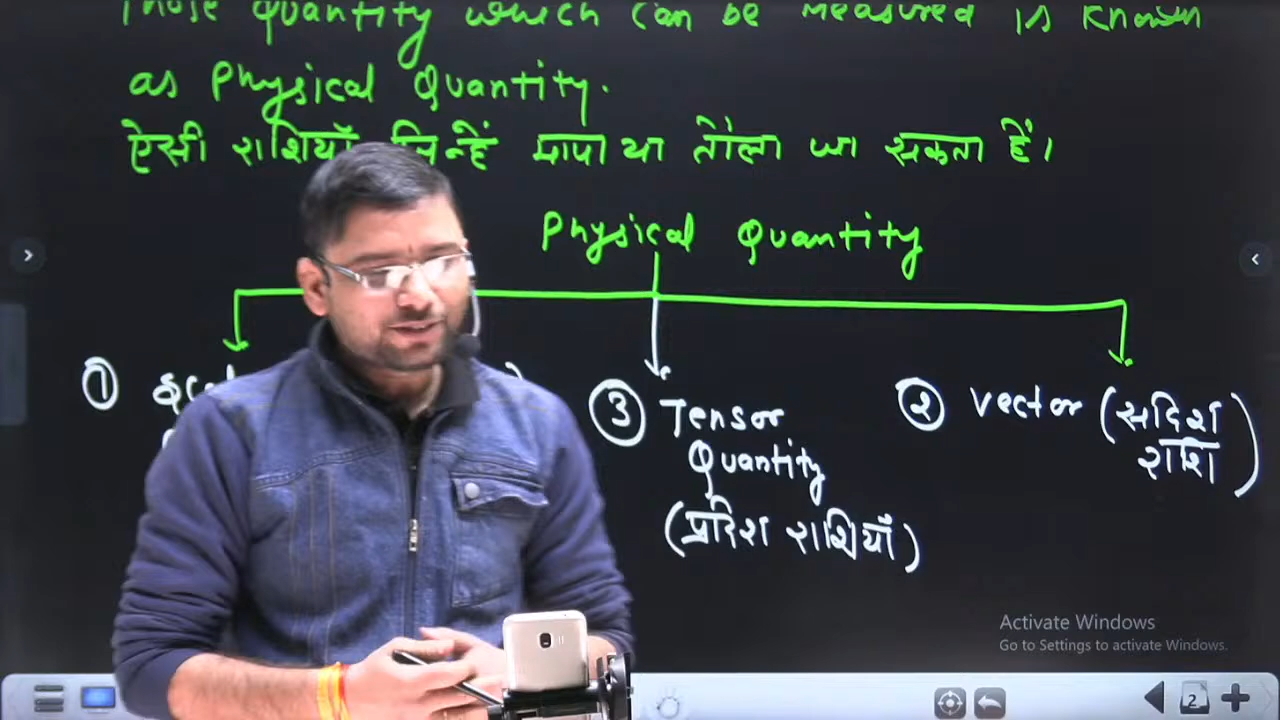 Those Quantity which can be measured is known
as Physical Quantity.
ऐसी राशियाँ जिन्हें मापा या तौला जा सकता हैं।
Physical Quantity
①
③ Tensor
Quantity
(प्रदिश राशियाँ)
② Vector (सदिश
राशि)
Activate Windows
Go to Settings to activate Windows.
2